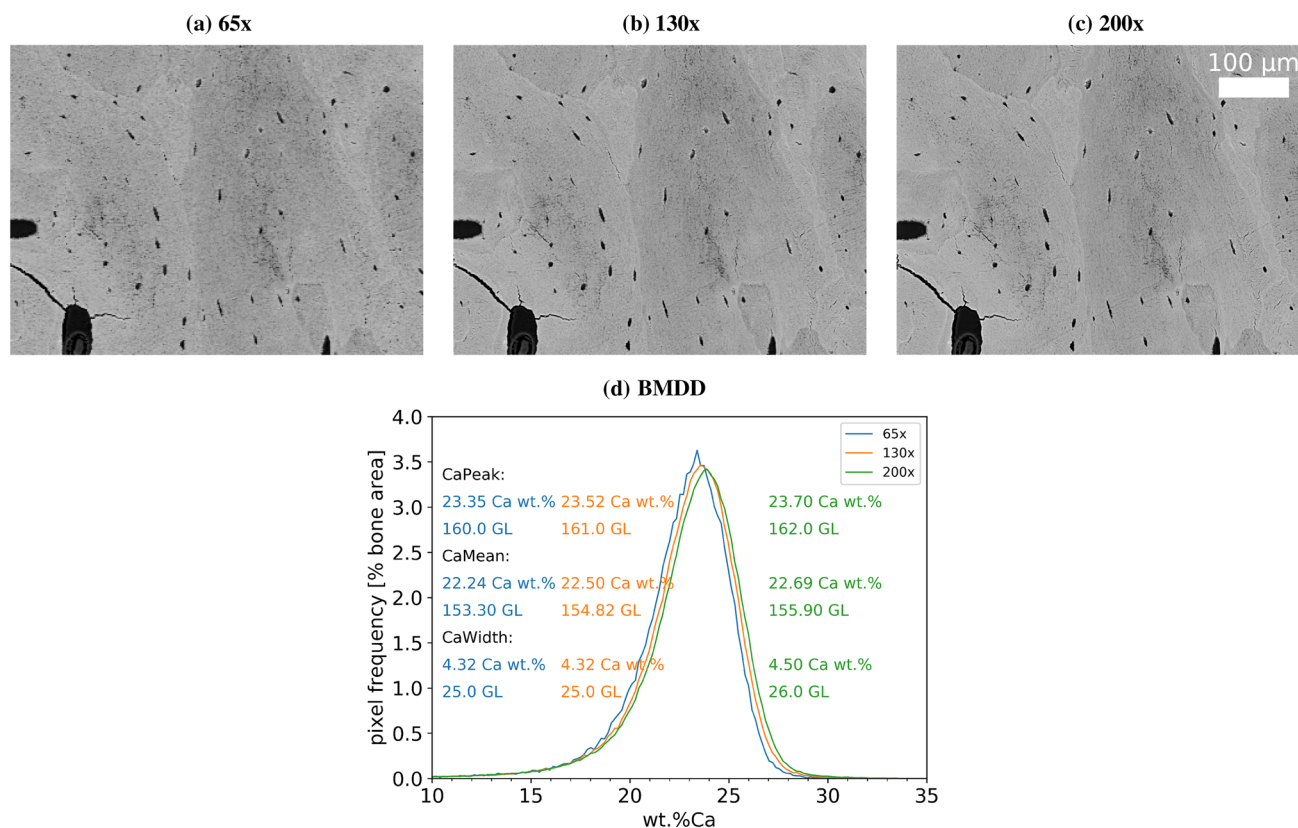 (a) 65x
(b) 130x
(c) 200x
100 µm
(d) BMDD
4.0
3.5
3.0
2.5
2.0
1.5
1.0
0.5
0.0
pixel frequency [% bone area]
65x
130x
200x
CaPeak:
23.35 Ca wt.% 23.52 Ca wt.% 23.70 Ca wt.%
160.0 GL 161.0 GL 162.0 GL
CaMean:
22.24 Ca wt.% 22.50 Ca wt.% 22.69 Ca wt.%
153.30 GL 154.82 GL 155.90 GL
CaWidth:
4.32 Ca wt.% 4.32 Ca wt.% 4.50 Ca wt.%
25.0 GL 25.0 GL 26.0 GL
10 15 20 25 30 35
wt.%Ca